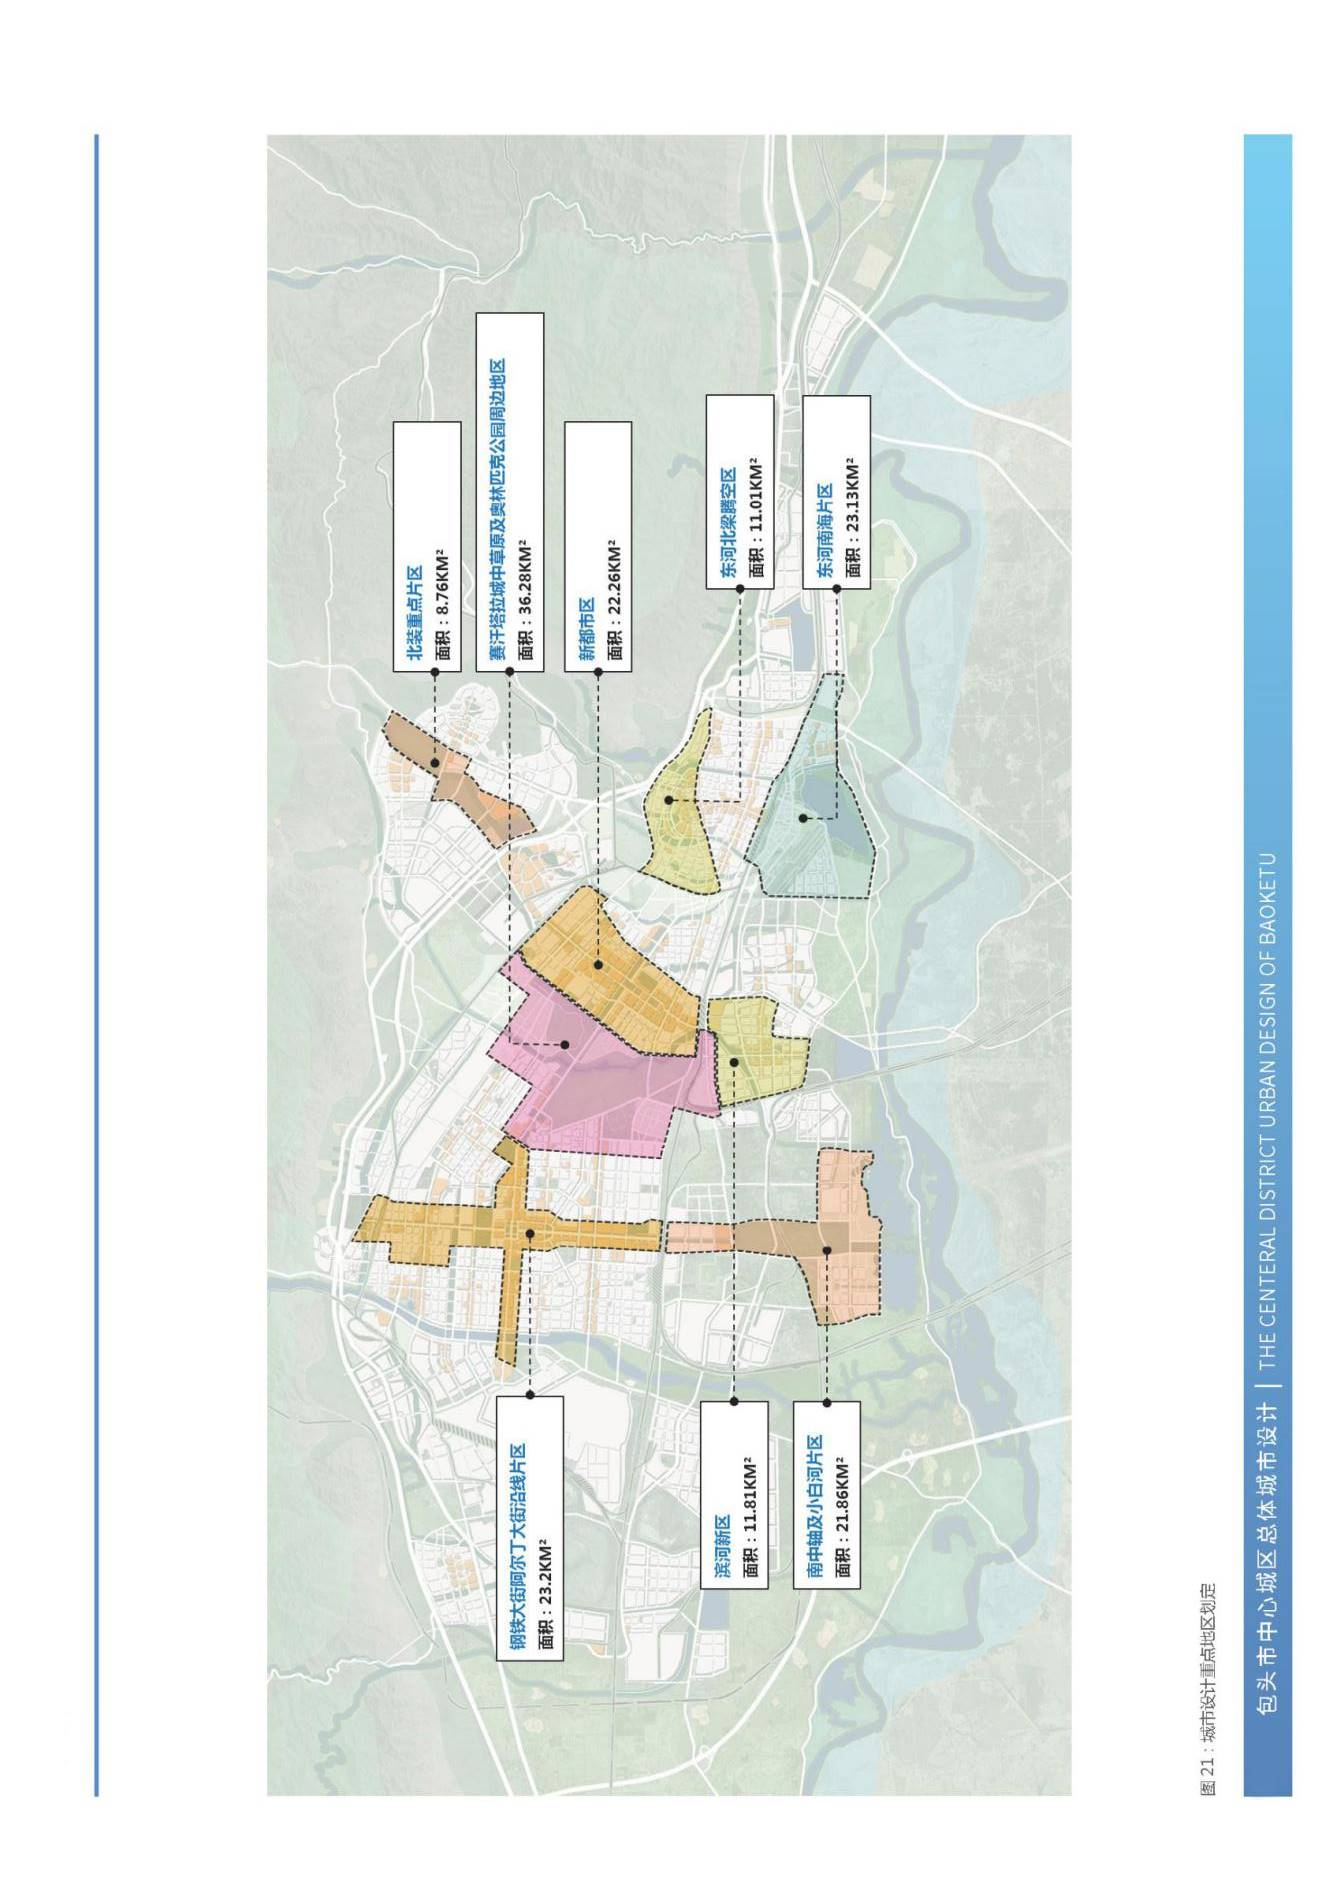 北装重点片区
面积：8.76KM²
赛汗塔拉城中草原及奥林匹克公园周边地区
面积：36.28KM²
新都市区
面积：22.26KM²
东河北梁腾空区
面积：11.01KM²
东河南海片区
面积：23.13KM²
钢铁大街阿尔丁大街沿线片区
面积：23.2KM²
滨河新区
面积：11.81KM²
南中轴及小白河片区
面积：21.86KM²
图 21：城市设计重点地区划定
包头市中心城区总体城市设计 | THE CENTERAL DISTRICT URBAN DESIGN OF BAOKETU